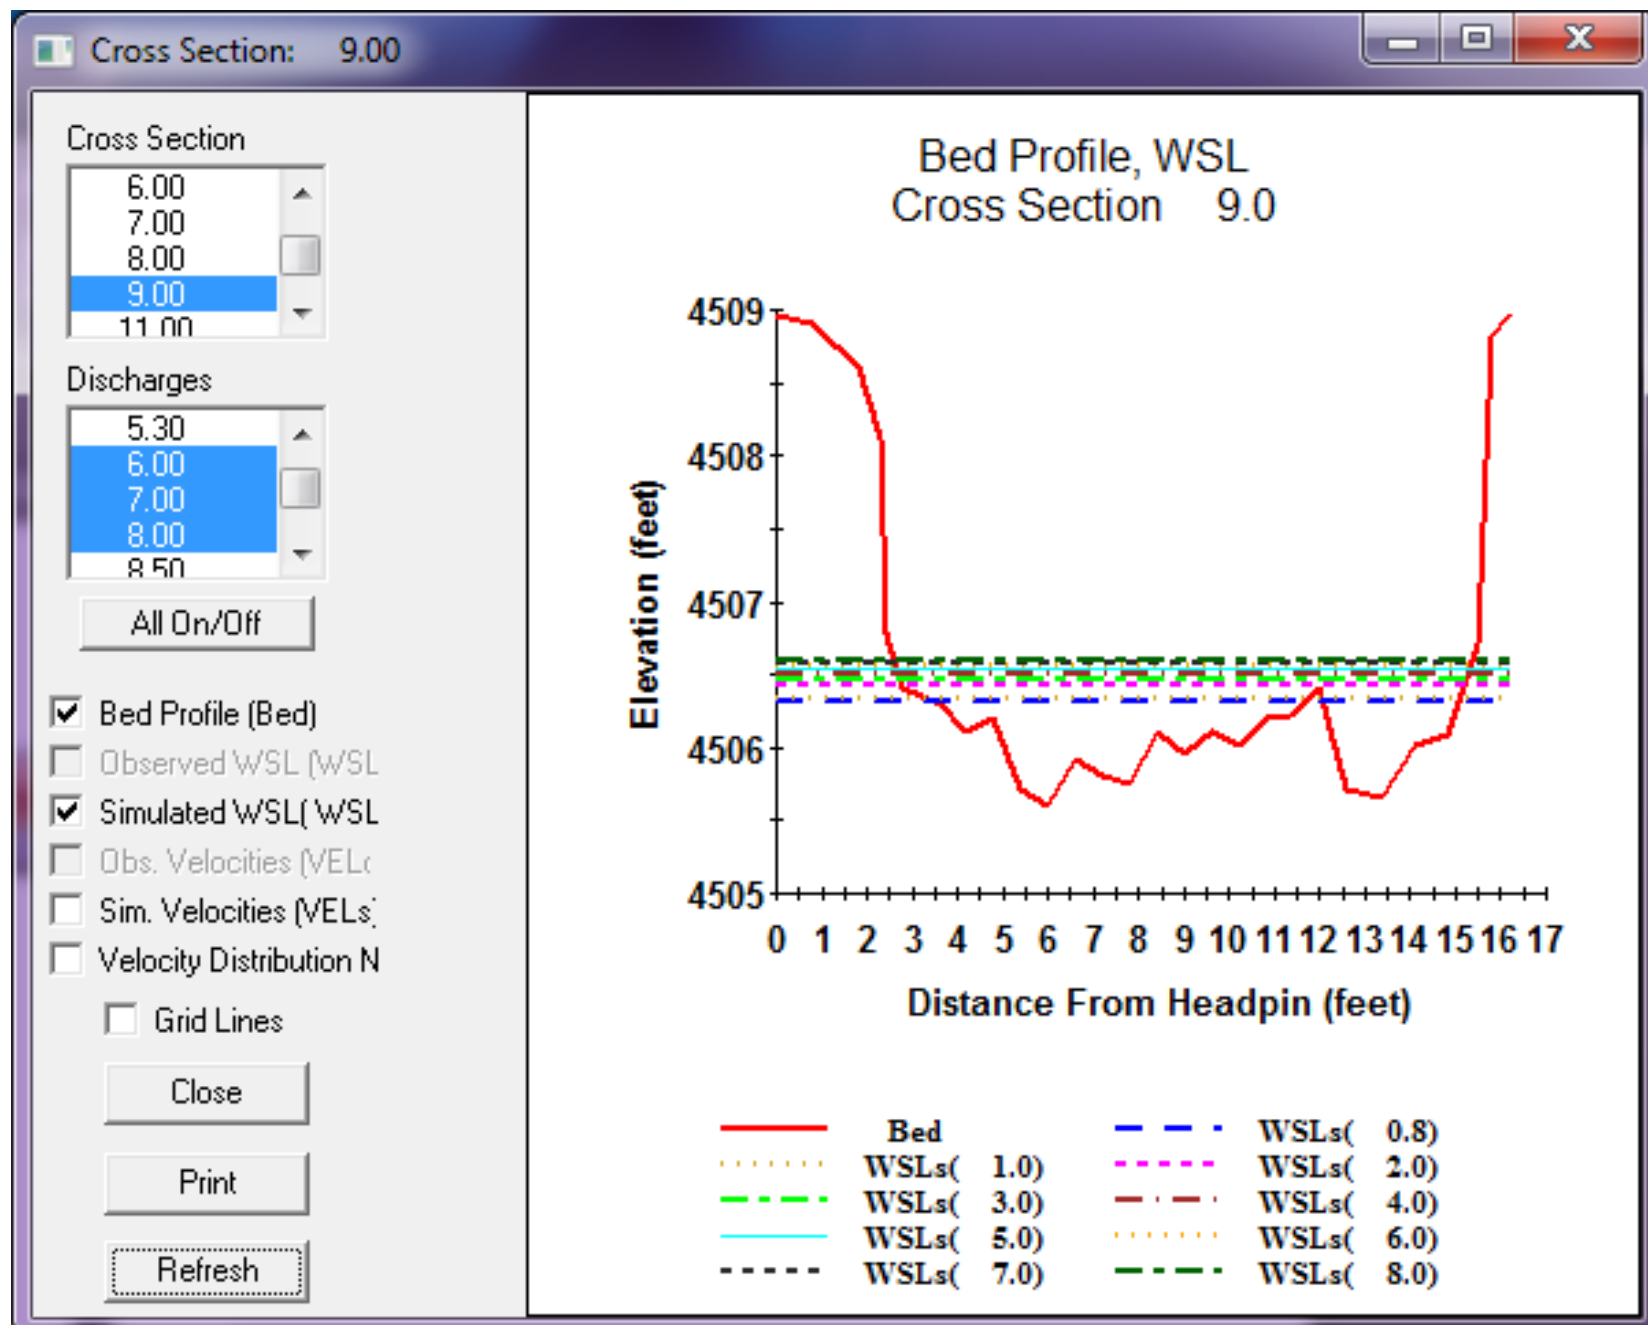 Cross Section: 9.00
Cross Section
6.00
7.00
8.00
9.00
11.00
Discharges
5.30
6.00
7.00
8.00
8.50
All On/Off
Bed Profile (Bed)
Observed WSL (WSL
Simulated WSL( WSL
Obs. Velocities (VELo
Sim. Velocities (VELs)
Velocity Distribution N
Grid Lines
Close
Print
Refresh
Bed Profile, WSL
Cross Section 9.0
Elevation (feet)
4509
4508
4507
4506
4505
0 1 2 3 4 5 6 7 8 9 10 11 12 13 14 15 16 17
Distance From Headpin (feet)
Bed WSLs( 0.8)
WSLs( 1.0) WSLs( 2.0)
WSLs( 3.0) WSLs( 4.0)
WSLs( 5.0) WSLs( 6.0)
WSLs( 7.0) WSLs( 8.0)